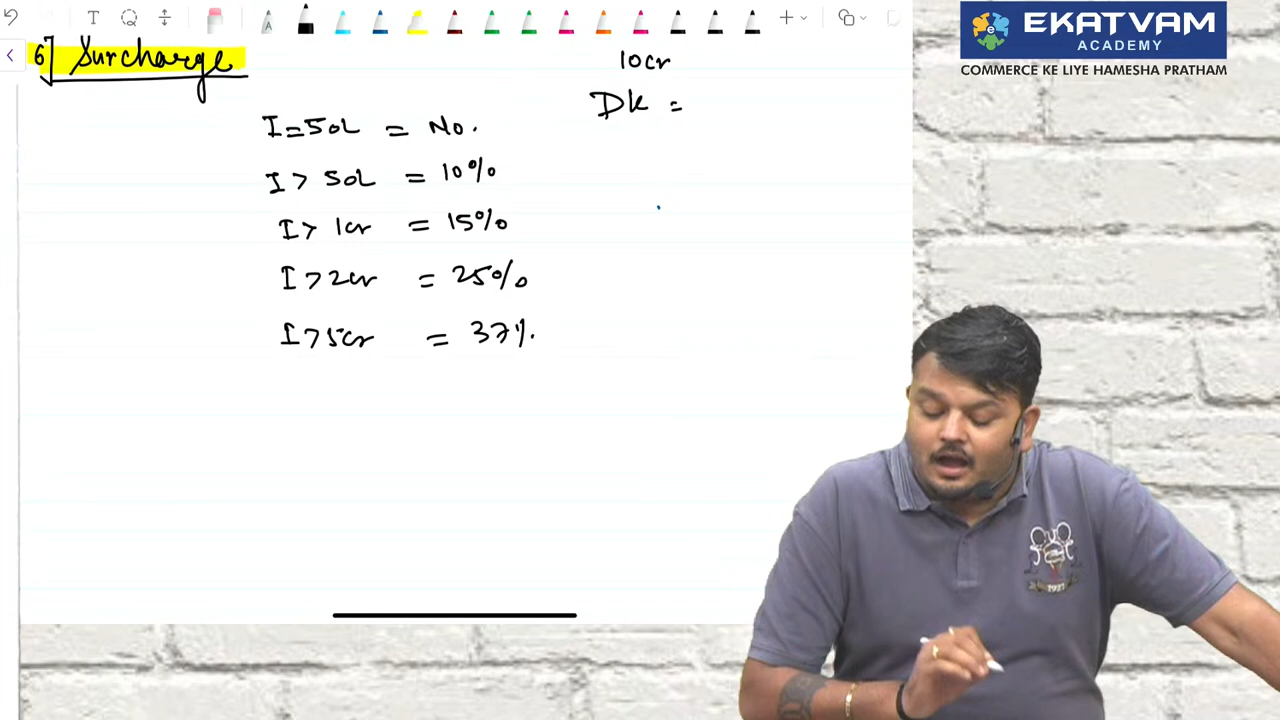 6] Surcharge
I=50L = No.
I > 50L = 10%
I > 1cr = 15%
I > 2cr = 25%
I > 5cr = 37%.
10cr
DK =
EKATVAM
ACADEMY
COMMERCE KE LIYE HAMESHA PRATHAM
T
A
e
1927